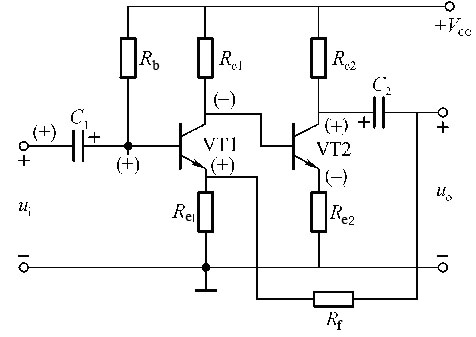 +V_cc
R_b
R_c1
R_c2
C_1
C_2
(−)
(+)
+
+
(+)
VT1
+
(+)
VT2
+
(+)
(−)
u_i
R_e1
R_e2
u_o
−
−
R_f